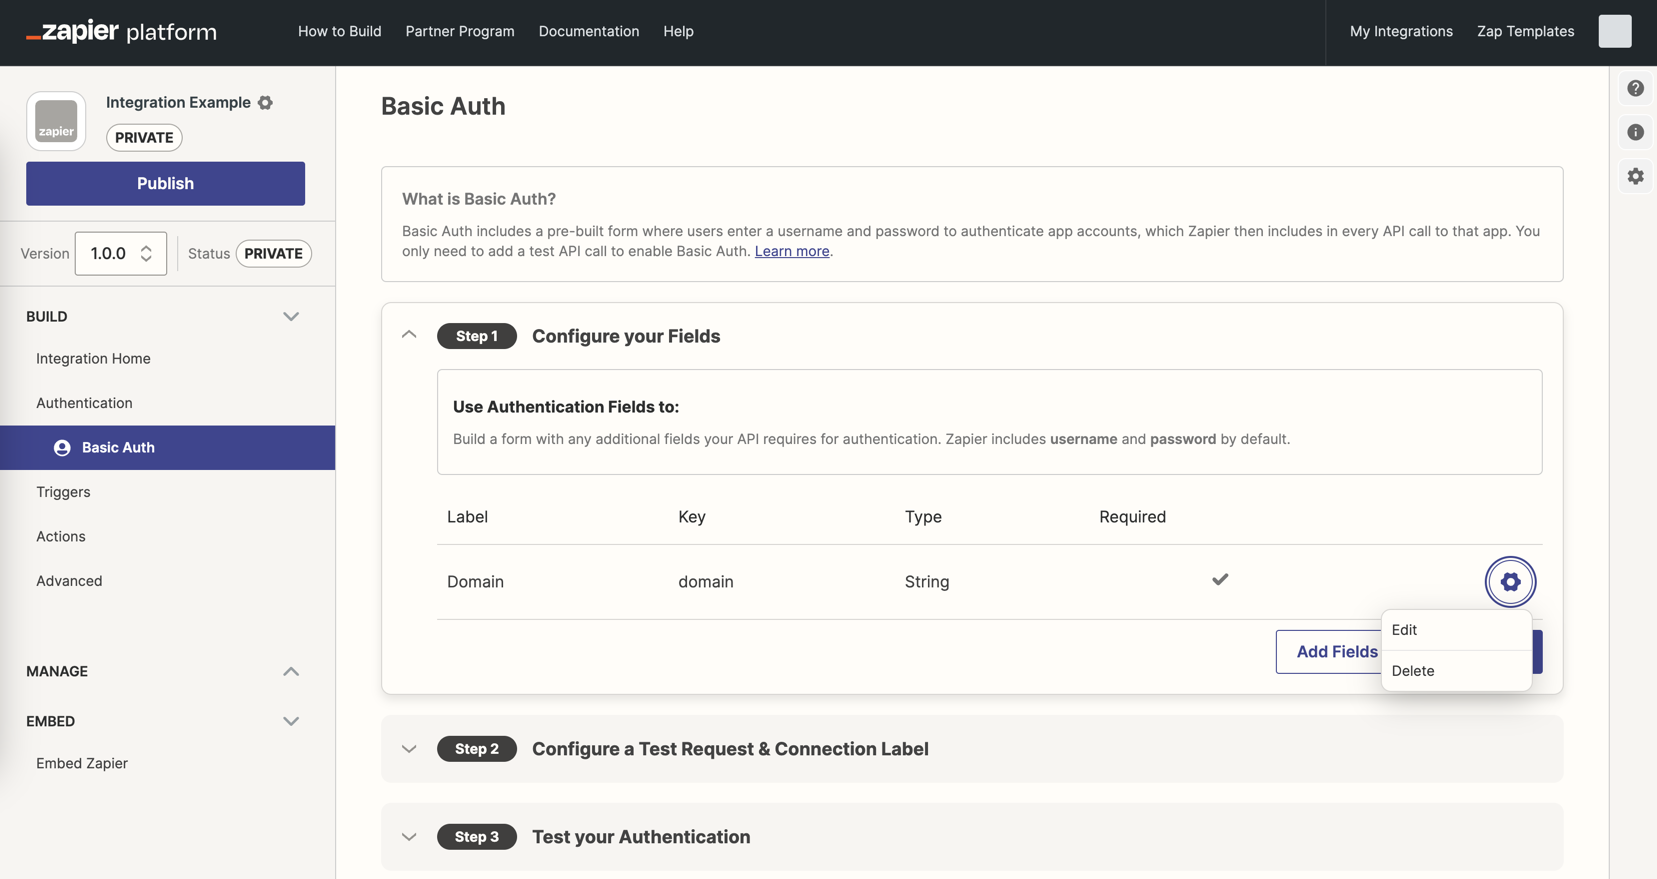 zapier platform
How to Build
Partner Program
Documentation
Help
My Integrations
Zap Templates
zapier
Integration Example
PRIVATE
Publish
Version
1.0.0
Status
PRIVATE
BUILD
Integration Home
Authentication
Basic Auth
Triggers
Actions
Advanced
MANAGE
EMBED
Embed Zapier
Basic Auth
What is Basic Auth?
Basic Auth includes a pre-built form where users enter a username and password to authenticate app accounts, which Zapier then includes in every API call to that app. You
only need to add a test API call to enable Basic Auth. Learn more.
Step 1
Configure your Fields
Use Authentication Fields to:
Build a form with any additional fields your API requires for authentication. Zapier includes username and password by default.
Label
Key
Type
Required
Domain
domain
String
Edit
Add Fields
Delete
Step 2
Configure a Test Request & Connection Label
Step 3
Test your Authentication